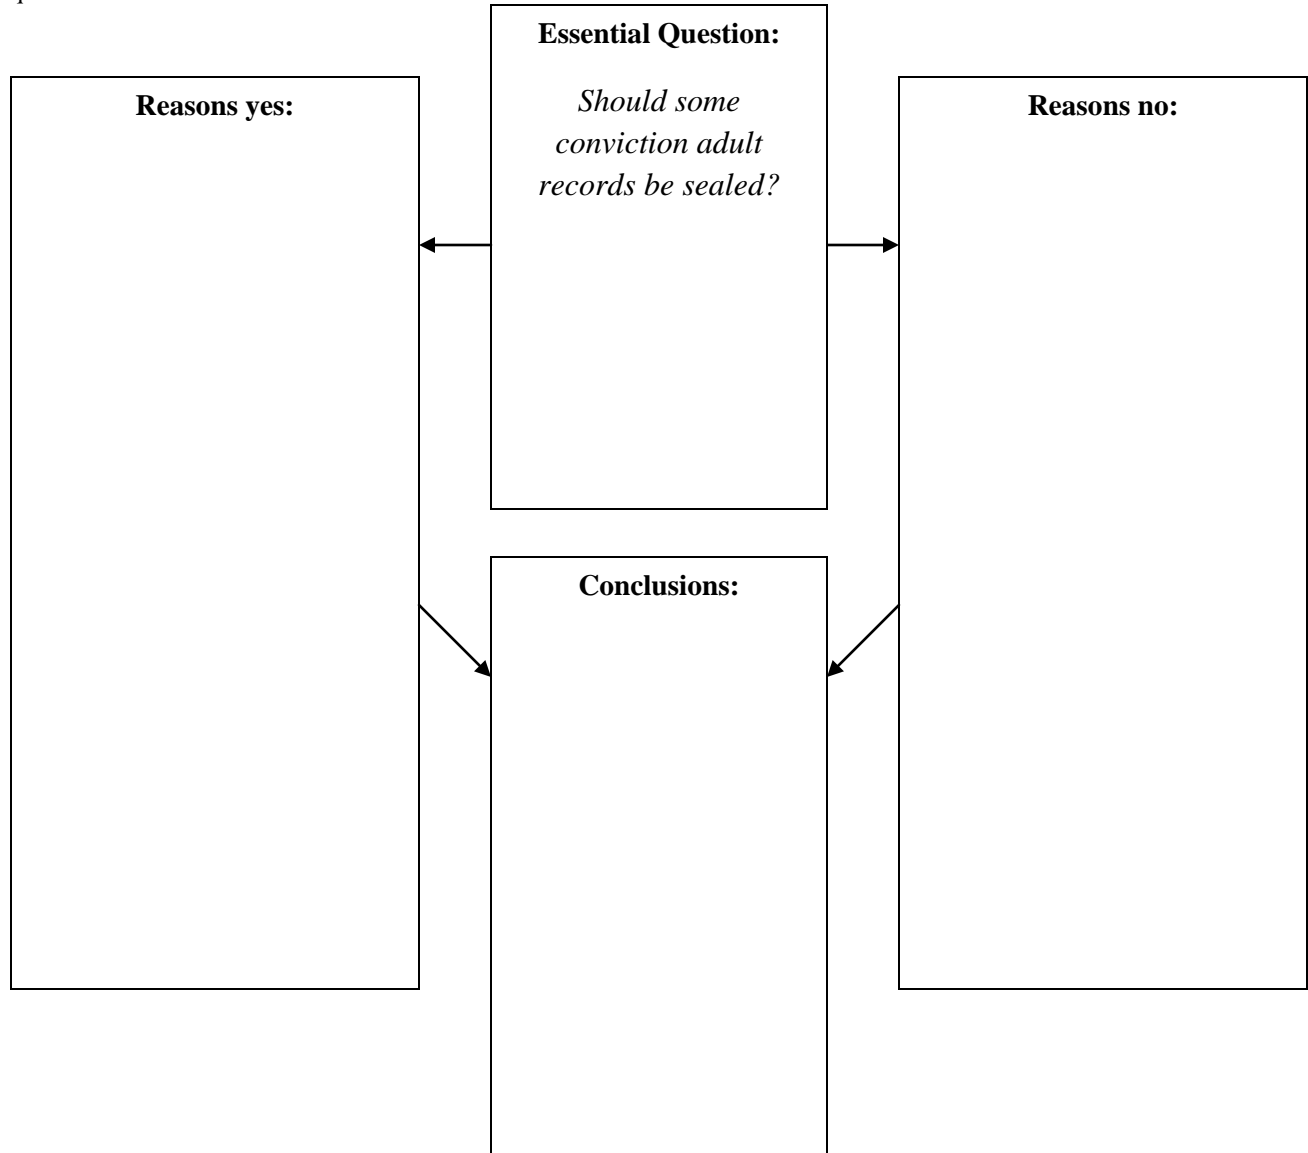 Essential Question:
Should some
conviction adult
records be sealed?
Reasons yes:
Reasons no:
Conclusions: